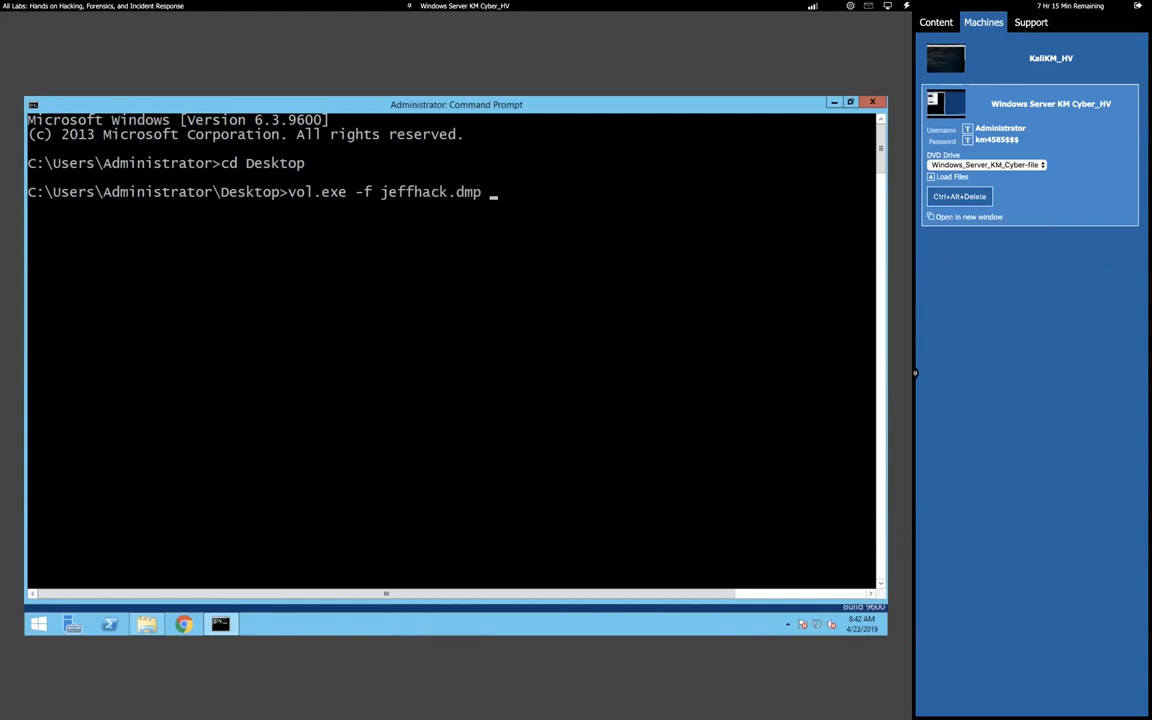 All Labs: Hands on Hacking, Forensics, and Incident Response
Windows Server KM Cyber_HV
7 Hr 15 Min Remaining
Content
Machines
Support
KaliKM_HV
Windows Server KM Cyber_HV
Username
T
Administrator
Password
T
km4585$$$
DVD Drive
Windows_Server_KM_Cyber-file
Load Files
Ctrl+Alt+Delete
Open in new window
Administrator: Command Prompt
Microsoft Windows [Version 6.3.9600]
(c) 2013 Microsoft Corporation. All rights reserved.
C:\Users\Administrator>cd Desktop
C:\Users\Administrator\Desktop>vol.exe -f jeffhack.dmp _
Build 9600
8:42 AM
4/23/2019